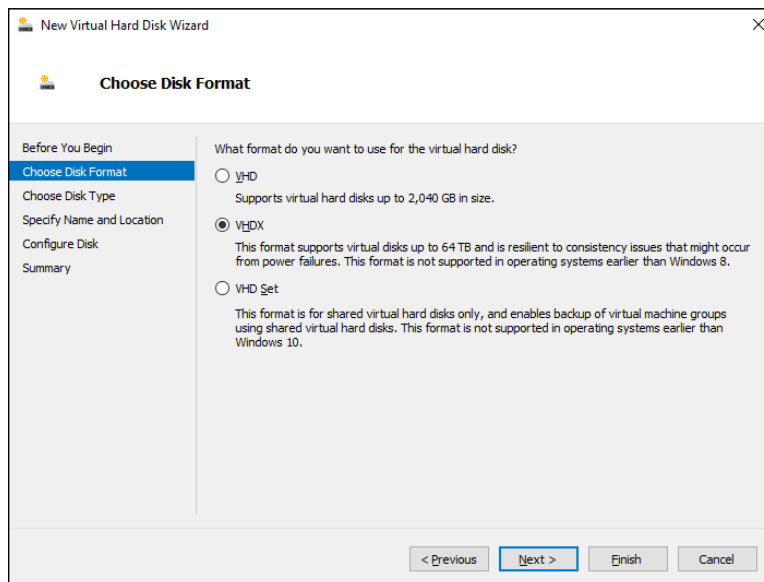 New Virtual Hard Disk Wizard
Choose Disk Format
Before You Begin
Choose Disk Format
Choose Disk Type
Specify Name and Location
Configure Disk
Summary
What format do you want to use for the virtual hard disk?
VHD
Supports virtual hard disks up to 2,040 GB in size.
VHDX
This format supports virtual disks up to 64 TB and is resilient to consistency issues that might occur
from power failures. This format is not supported in operating systems earlier than Windows 8.
VHD Set
This format is for shared virtual hard disks only, and enables backup of virtual machine groups
using shared virtual hard disks. This format is not supported in operating systems earlier than
Windows 10.
< Previous
Next >
Finish
Cancel